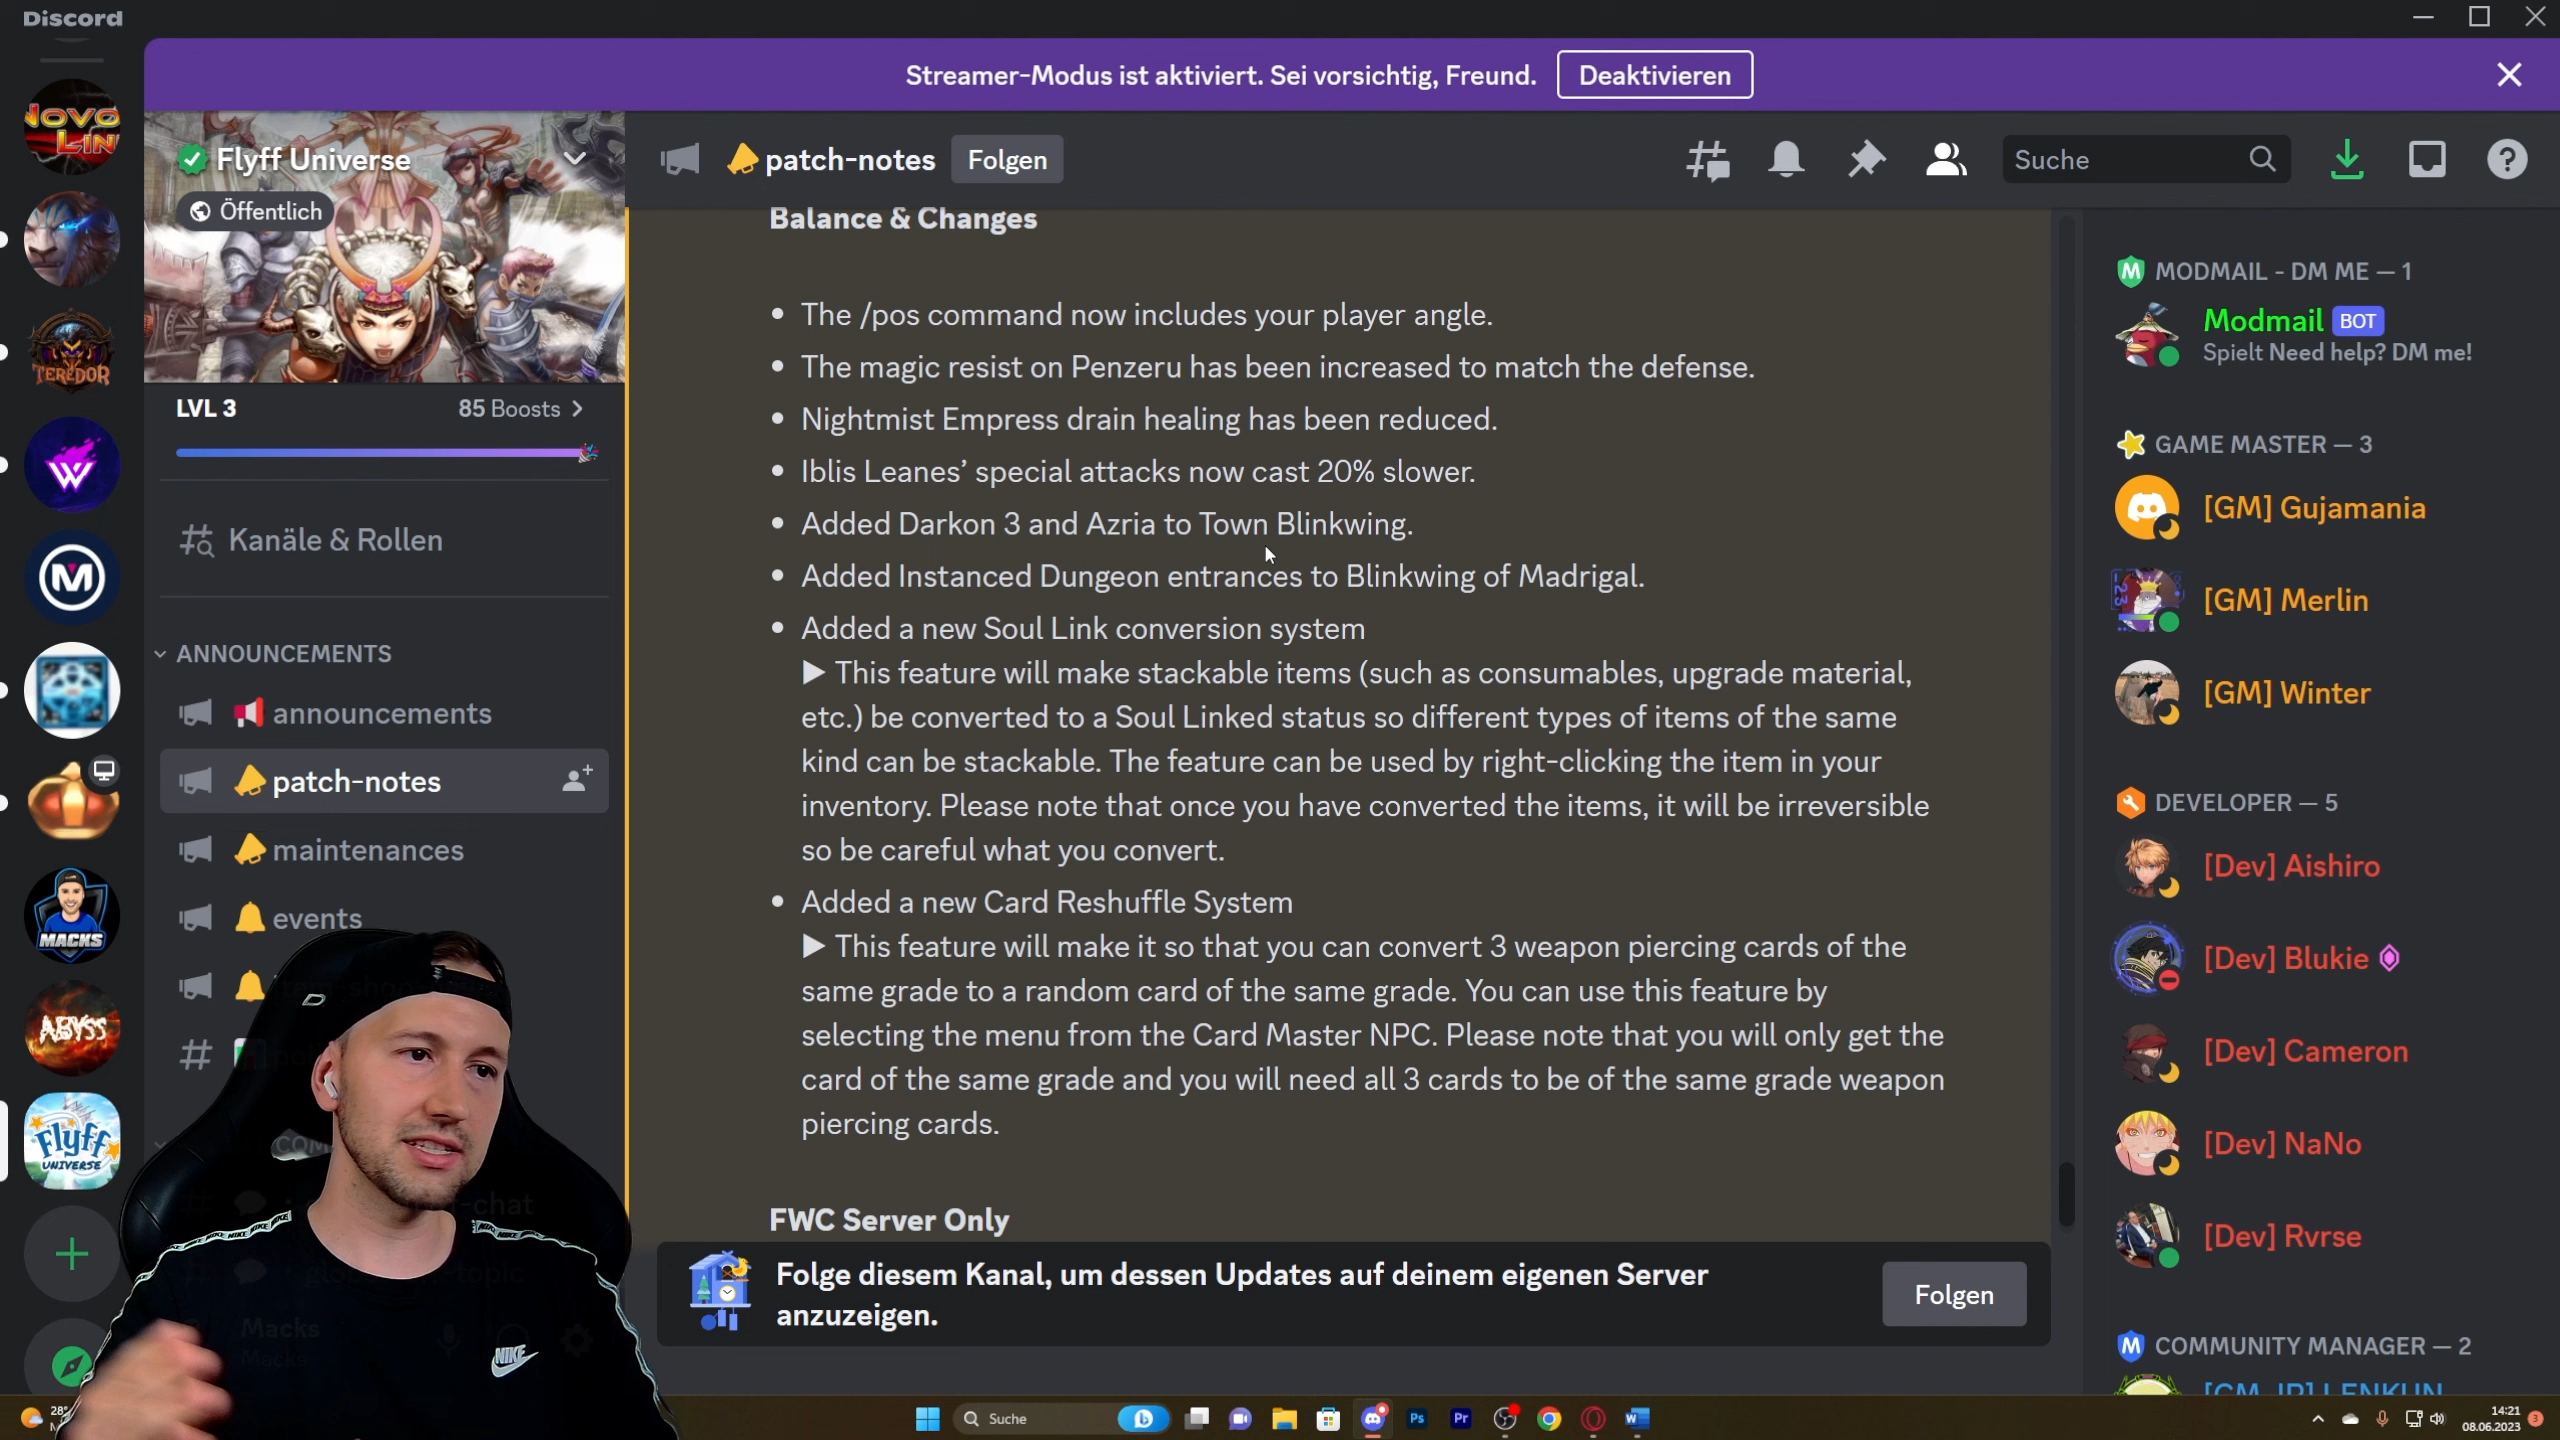 Discord
Streamer-Modus ist aktiviert. Sei vorsichtig, Freund.
Deaktivieren
Flyff Universe
Öffentlich
LVL 3
85 Boosts
Kanäle & Rollen
ANNOUNCEMENTS
announcements
patch-notes
maintenances
events
MACKS
ABYSS
TEREDOR
Flyff
UNIVERSE
patch-notes
Folgen
Suche
Balance & Changes
• The /pos command now includes your player angle.
• The magic resist on Penzeru has been increased to match the defense.
• Nightmist Empress drain healing has been reduced.
• Iblis Leanes’ special attacks now cast 20% slower.
• Added Darkon 3 and Azria to Town Blinkwing.
• Added Instanced Dungeon entrances to Blinkwing of Madrigal.
• Added a new Soul Link conversion system
▶ This feature will make stackable items (such as consumables, upgrade material,
etc.) be converted to a Soul Linked status so different types of items of the same
kind can be stackable. The feature can be used by right-clicking the item in your
inventory. Please note that once you have converted the items, it will be irreversible
so be careful what you convert.
• Added a new Card Reshuffle System
▶ This feature will make it so that you can convert 3 weapon piercing cards of the
same grade to a random card of the same grade. You can use this feature by
selecting the menu from the Card Master NPC. Please note that you will only get the
card of the same grade and you will need all 3 cards to be of the same grade weapon
piercing cards.
FWC Server Only
Folge diesem Kanal, um dessen Updates auf deinem eigenen Server
anzuzeigen.
Folgen
MODMAIL - DM ME — 1
Modmail BOT
Spielt Need help? DM me!
GAME MASTER — 3
[GM] Gujamania
[GM] Merlin
[GM] Winter
DEVELOPER — 5
[Dev] Aishiro
[Dev] Blukie
[Dev] Cameron
[Dev] NaNo
[Dev] Rvrse
COMMUNITY MANAGER — 2
Macks
Macks
NIKE
Suche
Ps
Pr
14:21
08.06.2023
3